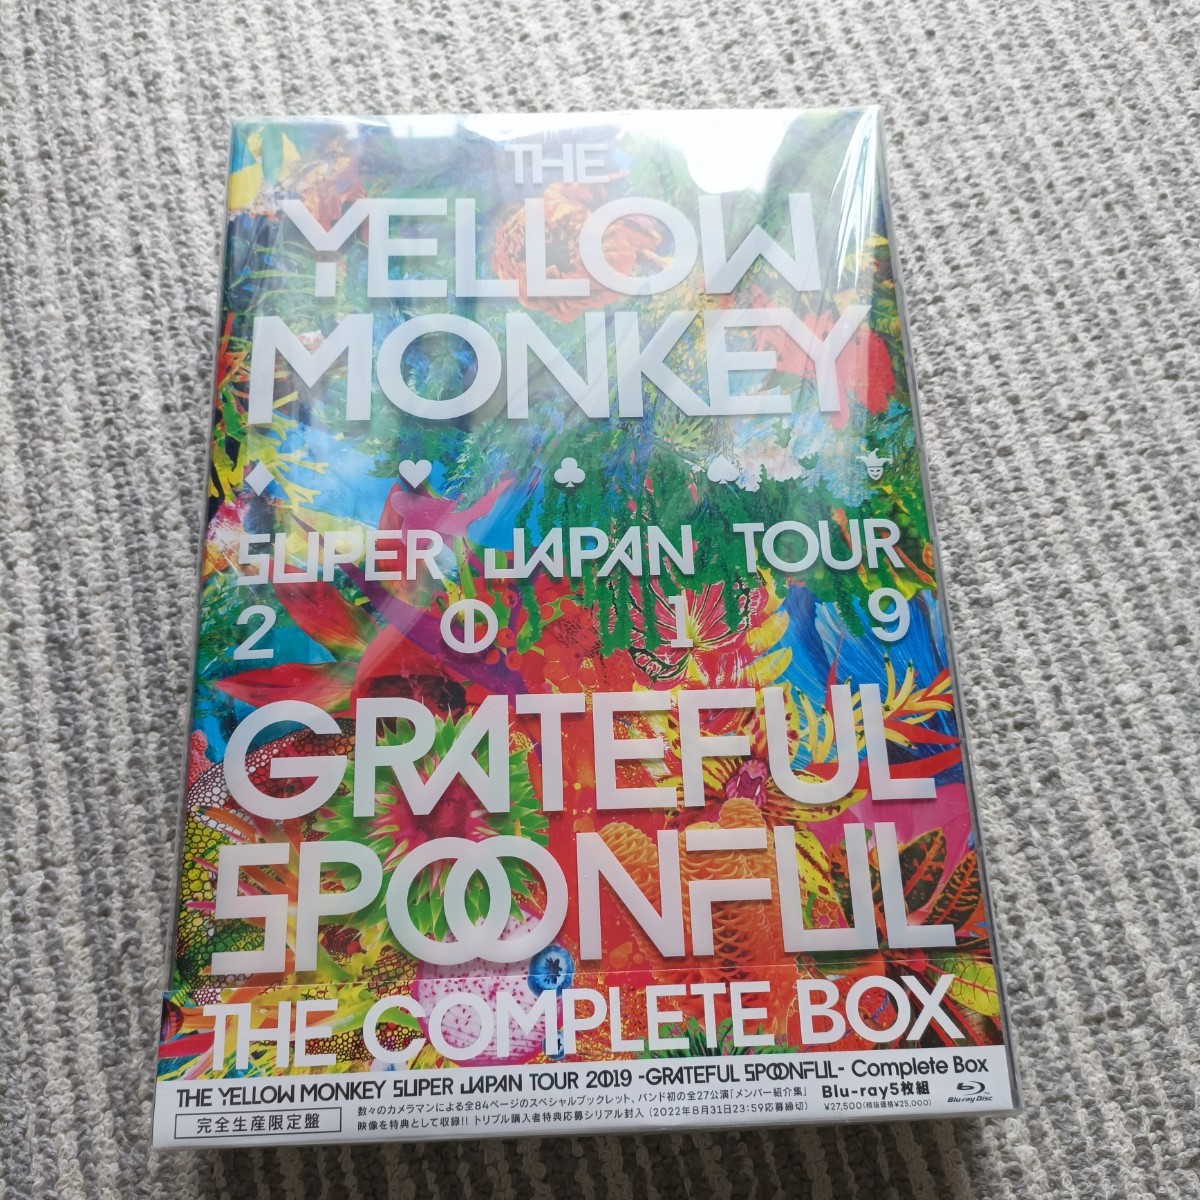 THE
YELLOW
MONKEY
SUPER JAPAN TOUR
2019
GRATEFUL
SPOONFUL
THE COMPLETE BOX
THE YELLOW MONKEY SUPER JAPAN TOUR 2019 -GRATEFUL SPOONFUL- Complete Box
完全生産限定盤
数々のカメラマンによる全84ページのスペシャルブックレット、バンド初の全27公演「メンバー紹介集」
映像を特典として収録!! トリプル購入者特典応募シリアル封入(2022年8月31日23:59応募締切)
Blu-ray5枚組
¥27,500(税抜価格¥25,000)
Blu-ray Disc